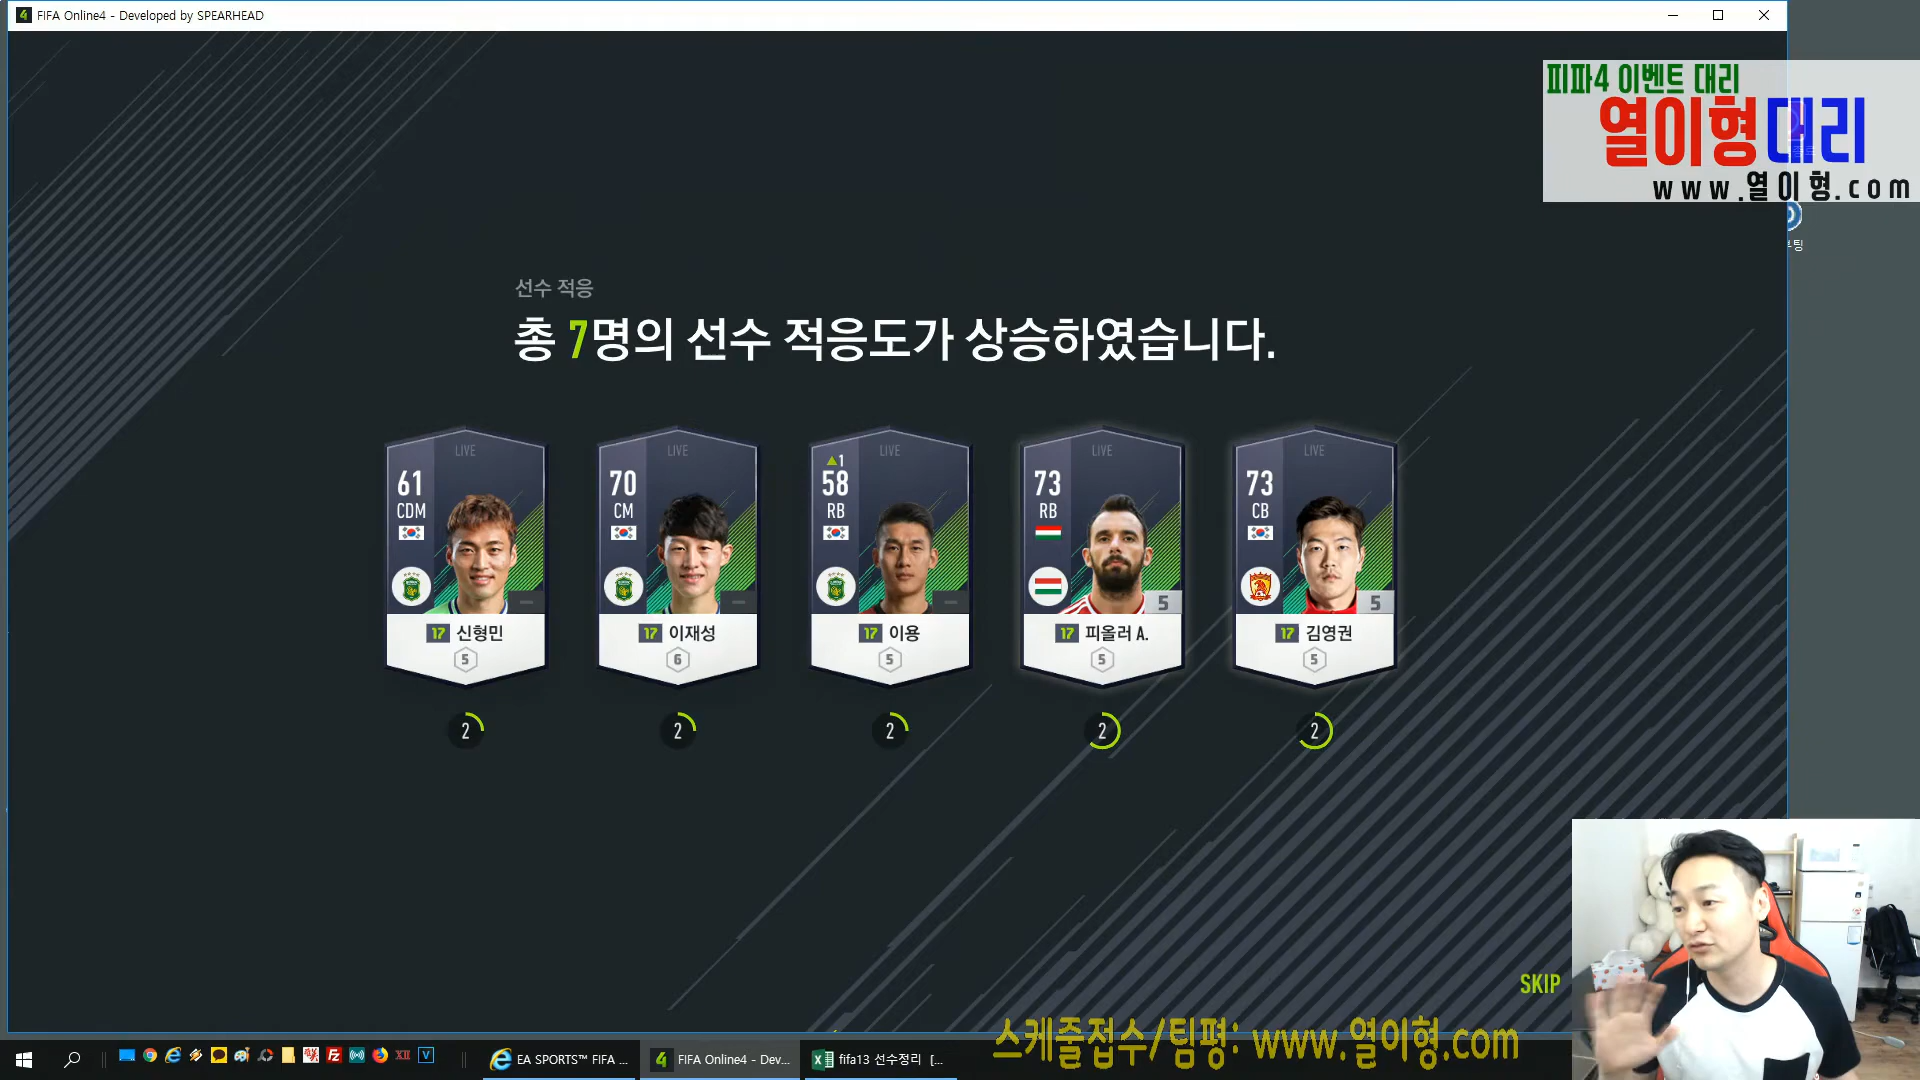 FIFA Online4 - Developed by SPEARHEAD
피파4 이벤트 대리
열이형대리
www.열이형.com
선수 적응
총 7명의 선수 적응도가 상승하였습니다.
LIVE
61
CDM
17 신형민
5
2
LIVE
70
CM
17 이재성
6
2
LIVE
1
58
RB
17 이용
5
2
LIVE
73
RB
5
17 피올러 A.
5
2
LIVE
73
CB
5
17 김영권
5
2
SKIP
스케줄접수/팀평: www.열이형.com
EA SPORTS™ FIFA ...
FIFA Online4 - Dev...
fifa13 선수정리 [...